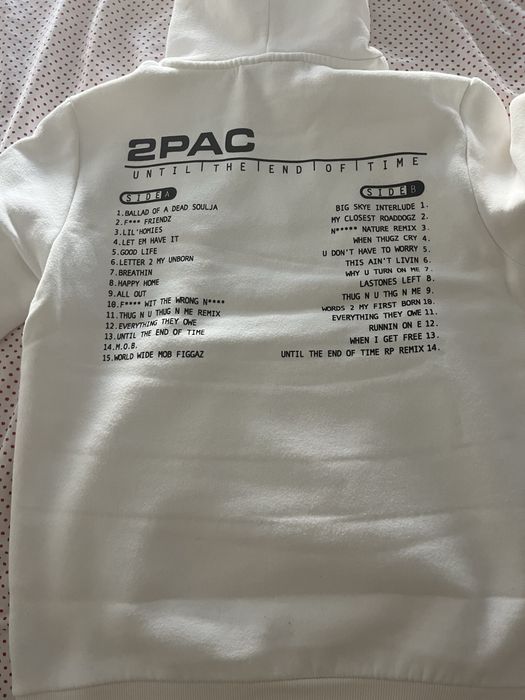 2PAC
UNTIL THE END OF TIME
SIDE A
1.BALLAD OF A DEAD SOULJA
2.F*** FRIENDZ
3.LIL'HOMIES
4.LET EM HAVE IT
5.GOOD LIFE
6.LETTER 2 MY UNBORN
7.BREATHIN
8.HAPPY HOME
9.ALL OUT
10.F**** WIT THE WRONG N****
11.THUG N U THUG N ME REMIX
12.EVERYTHING THEY OWE
13.UNTIL THE END OF TIME
14.M.O.B.
15.WORLD WIDE MOB FIGGAZ
SIDE B
BIG SKYE INTERLUDE 1.
MY CLOSEST ROADDOGZ 2.
N***** NATURE REMIX 3.
WHEN THUGZ CRY 4.
U DON'T HAVE TO WORRY 5.
THIS AIN'T LIVIN 6.
WHY U TURN ON ME 7.
LASTONES LEFT 8.
THUG N U THG N ME 9.
WORDS 2 MY FIRST BORN 10.
EVERYTHING THEY OWE 11
RUNNIN ON E 12.
WHEN I GET FREE 13.
UNTIL THE END OF TIME RP REMIX 14.